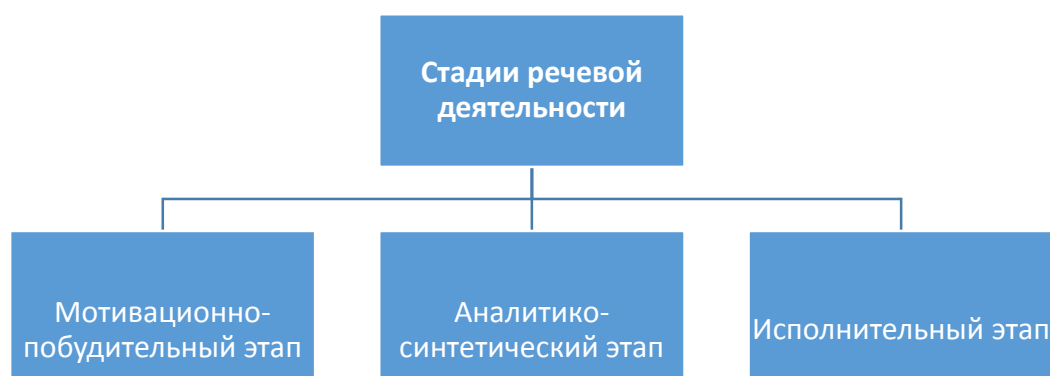 Стадии речевой
деятельности
Мотивационно-
побудительный этап
Аналитико-
синтетический этап
Исполнительный этап